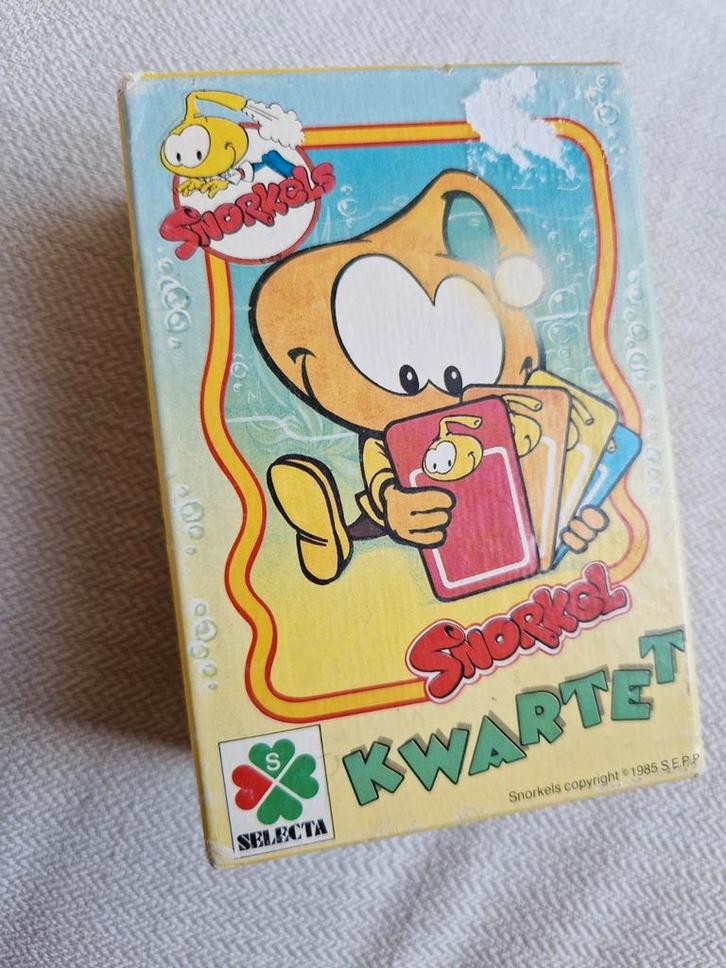 SNORKELS
SNORKEL
KWARTET
S
SELECTA
Snorkels copyright © 1985 S.E.P.P